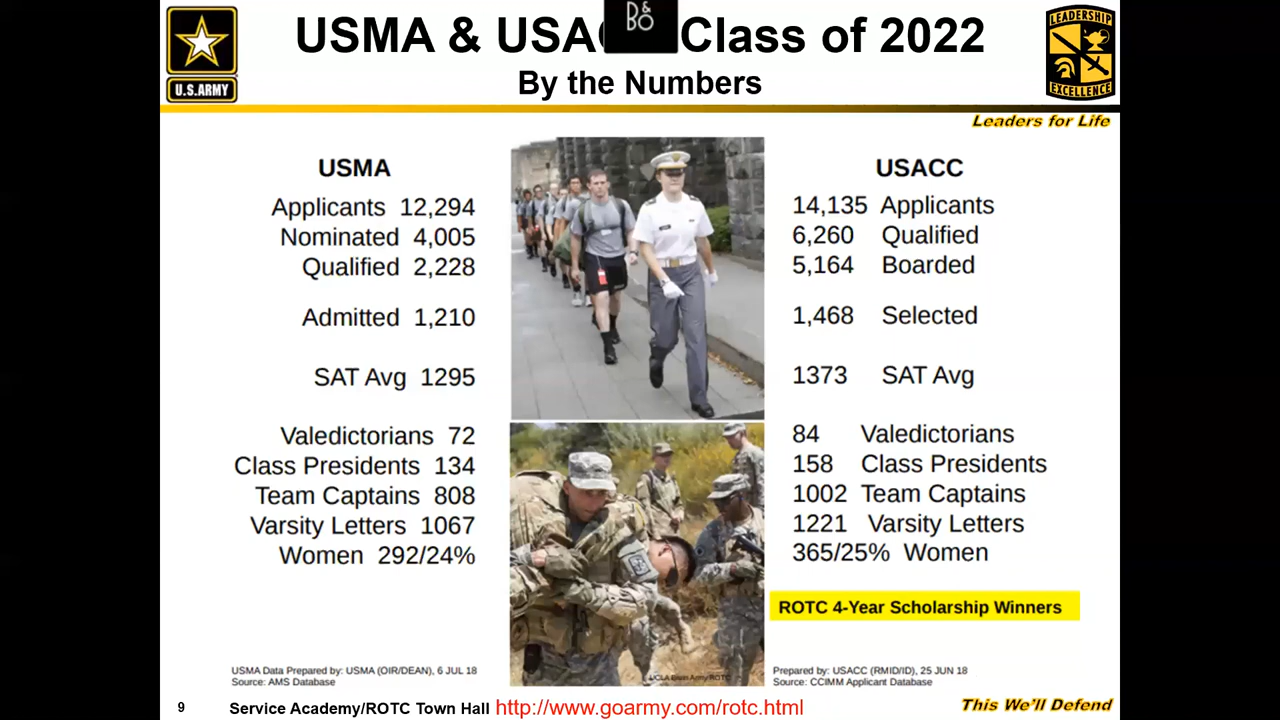 USMA & USA Class of 2022
By the Numbers
U.S.ARMY
LEADERSHIP
EXCELLENCE
Leaders for Life
USMA
Applicants 12,294
Nominated 4,005
Qualified 2,228
Admitted 1,210
SAT Avg 1295
Valedictorians 72
Class Presidents 134
Team Captains 808
Varsity Letters 1067
Women 292/24%
USACC
14,135 Applicants
6,260 Qualified
5,164 Boarded
1,468 Selected
1373 SAT Avg
84 Valedictorians
158 Class Presidents
1002 Team Captains
1221 Varsity Letters
365/25% Women
ROTC 4-Year Scholarship Winners
USMA Data Prepared by: USMA (OIR/DEAN), 6 JUL 18
Source: AMS Database
Prepared by: USACC (RMID/ID), 25 JUN 18
Source: CCIMM Applicant Database
9 Service Academy/ROTC Town Hall http://www.goarmy.com/rotc.html
This We'll Defend